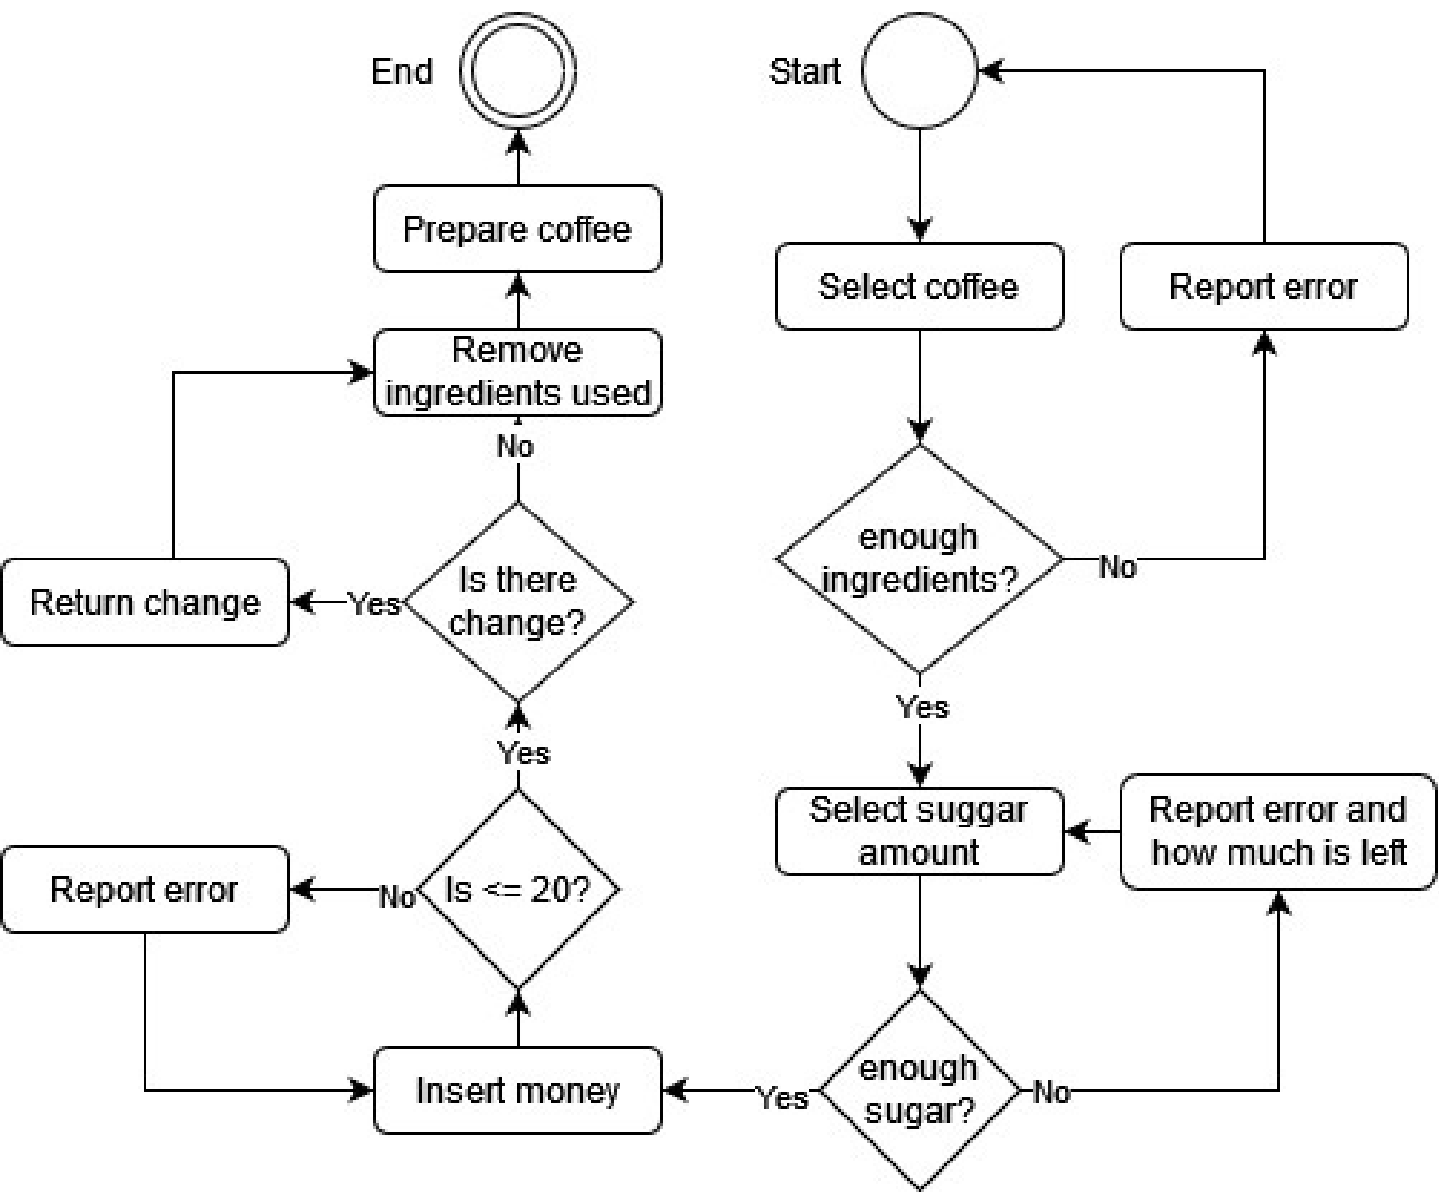 End
Start
Prepare coffee
Select coffee
Report error
Remove
ingredients used
No
enough
ingredients?
No
Is there
change?
Yes
Return change
Yes
Yes
Select suggar
amount
Report error and
how much is left
Is <= 20?
No
Report error
enough
sugar?
No
Yes
Insert money